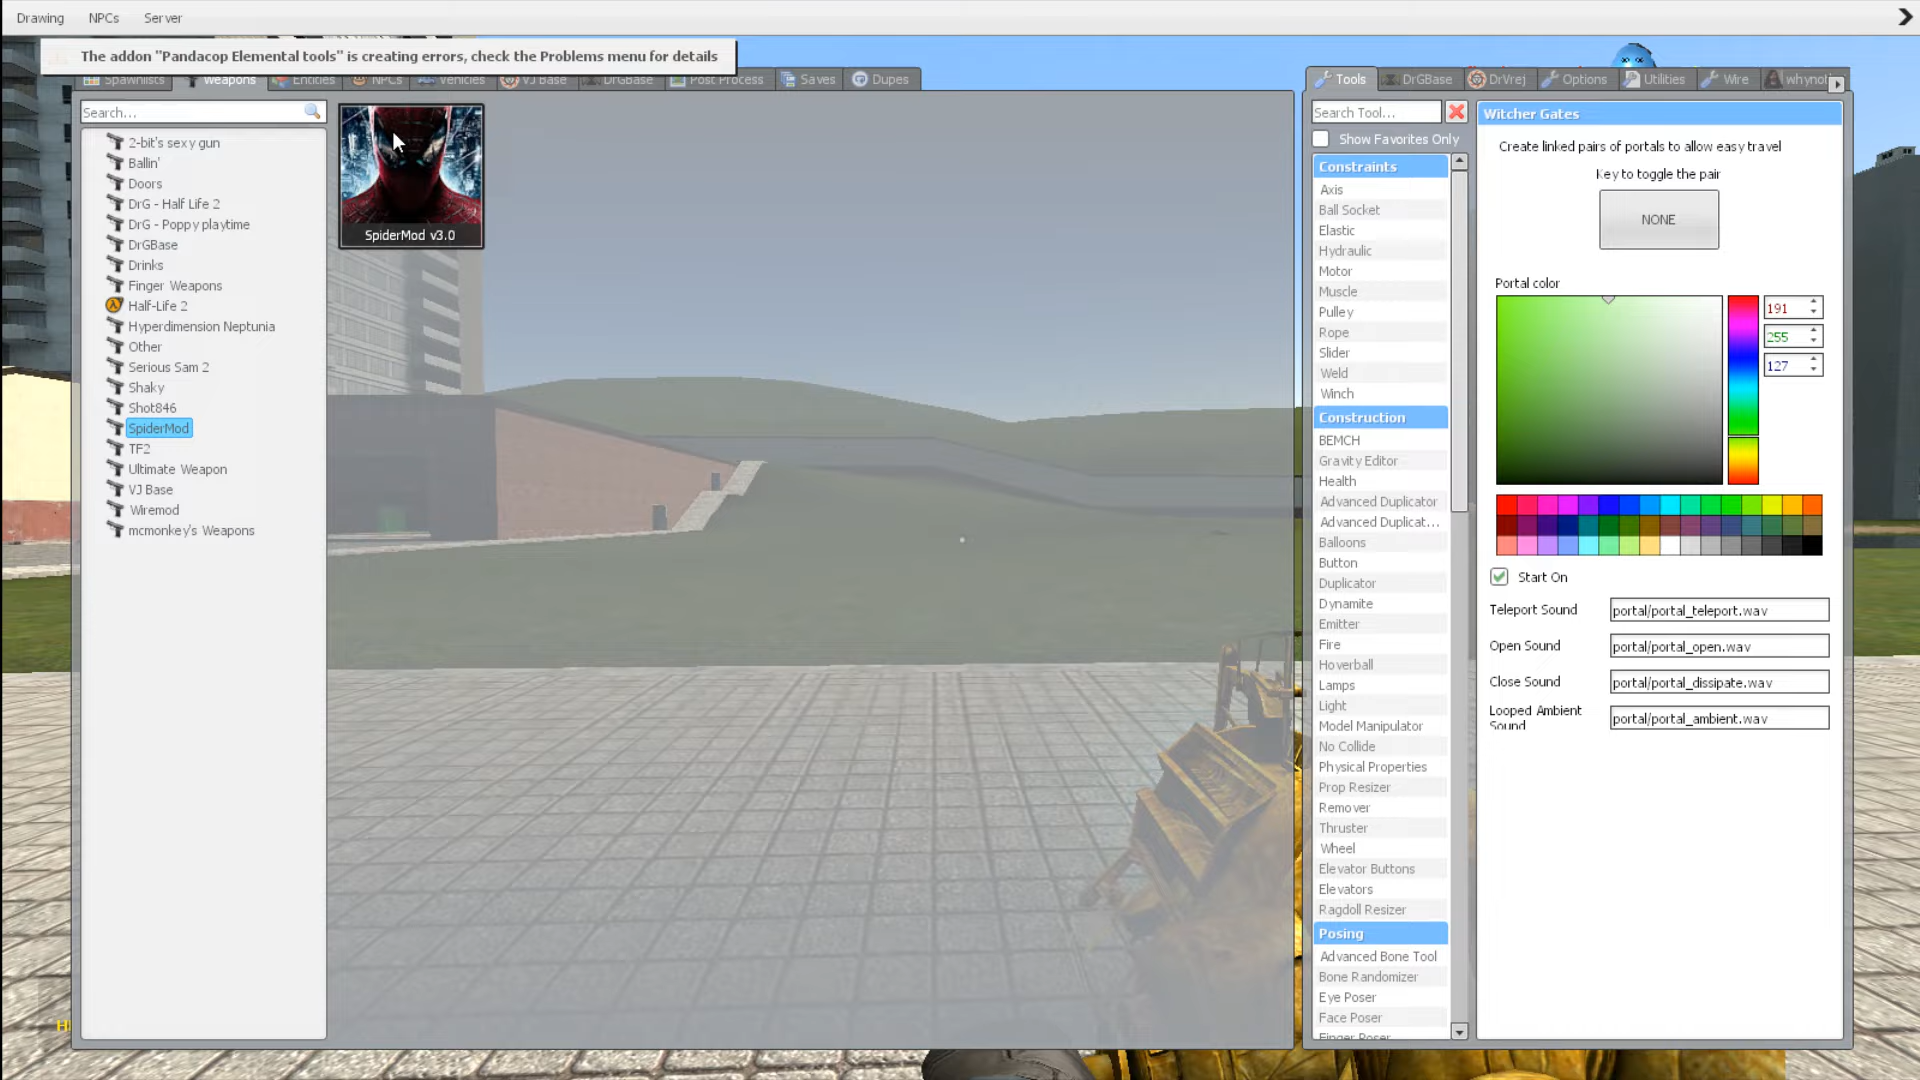 Drawing NPCs Server
The addon "Pandacop Elemental tools" is creating errors, check the Problems menu for details
Spawnlists Weapons Entities NPCs Vehicles VJ Base DrGBase Post Process Saves Dupes
Search...
2-bit's sexy gun
Ballin'
Doors
DrG - Half Life 2
DrG - Poppy playtime
DrGBase
Drinks
Finger Weapons
Half-Life 2
Hyperdimension Neptunia
Other
Serious Sam 2
Shaky
Shot846
SpiderMod
TF2
Ultimate Weapon
VJ Base
Wiremod
mcmonkey's Weapons
SpiderMod v3.0
Tools DrGBase DrVrej Options Utilities Wire
Search Tool...
Show Favorites Only
Constraints
Axis
Ball Socket
Elastic
Hydraulic
Motor
Muscle
Pulley
Rope
Slider
Weld
Winch
Construction
BEMCH
Gravity Editor
Health
Advanced Duplicator
Advanced Duplicat...
Balloons
Button
Duplicator
Dynamite
Emitter
Fire
Hoverball
Lamps
Light
Model Manipulator
No Collide
Physical Properties
Prop Resizer
Remover
Thruster
Wheel
Elevator Buttons
Elevators
Ragdoll Resizer
Posing
Advanced Bone Tool
Bone Randomizer
Eye Poser
Face Poser
Finger Poser
Witcher Gates
Create linked pairs of portals to allow easy travel
Key to toggle the pair
NONE
Portal color
191
255
127
Start On
Teleport Sound portal/portal_teleport.wav
Open Sound portal/portal_open.wav
Close Sound portal/portal_dissipate.wav
Looped Ambient
Sound portal/portal_ambient.wav